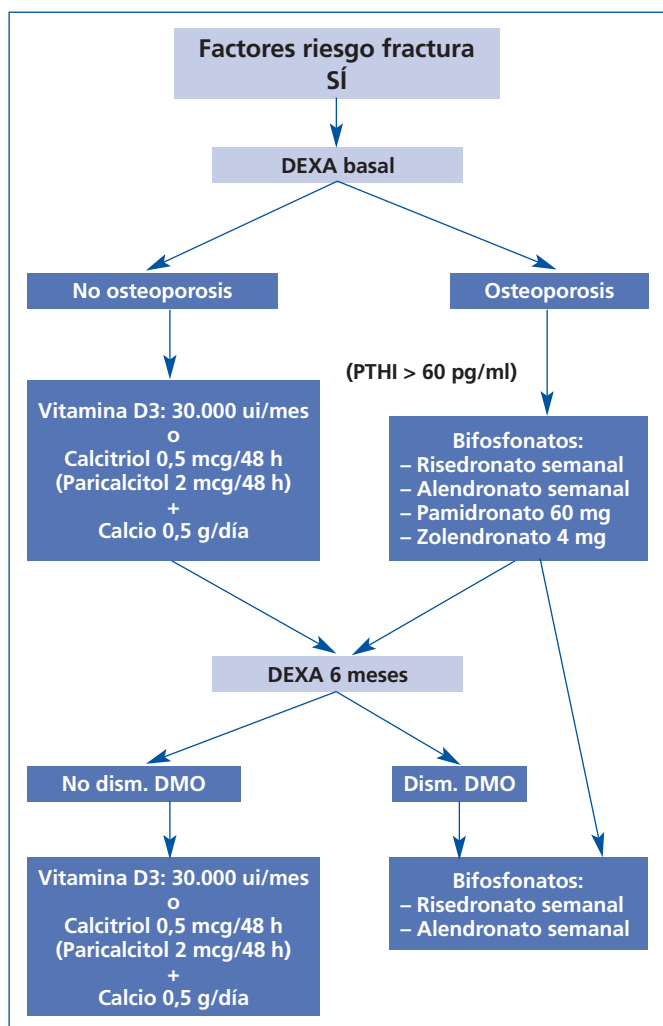 Factores riesgo fractura
SÍ
DEXA basal
No osteoporosis
Osteoporosis
(PTHI > 60 pg/ml)
Vitamina D3: 30.000 ui/mes
o
Calcitriol 0,5 mcg/48 h
(Paricalcitol 2 mcg/48 h)
+
Calcio 0,5 g/día
Bifosfonatos:
– Risedronato semanal
– Alendronato semanal
– Pamidronato 60 mg
– Zolendronato 4 mg
DEXA 6 meses
No dism. DMO
Dism. DMO
Vitamina D3: 30.000 ui/mes
o
Calcitriol 0,5 mcg/48 h
(Paricalcitol 2 mcg/48 h)
+
Calcio 0,5 g/día
Bifosfonatos:
– Risedronato semanal
– Alendronato semanal